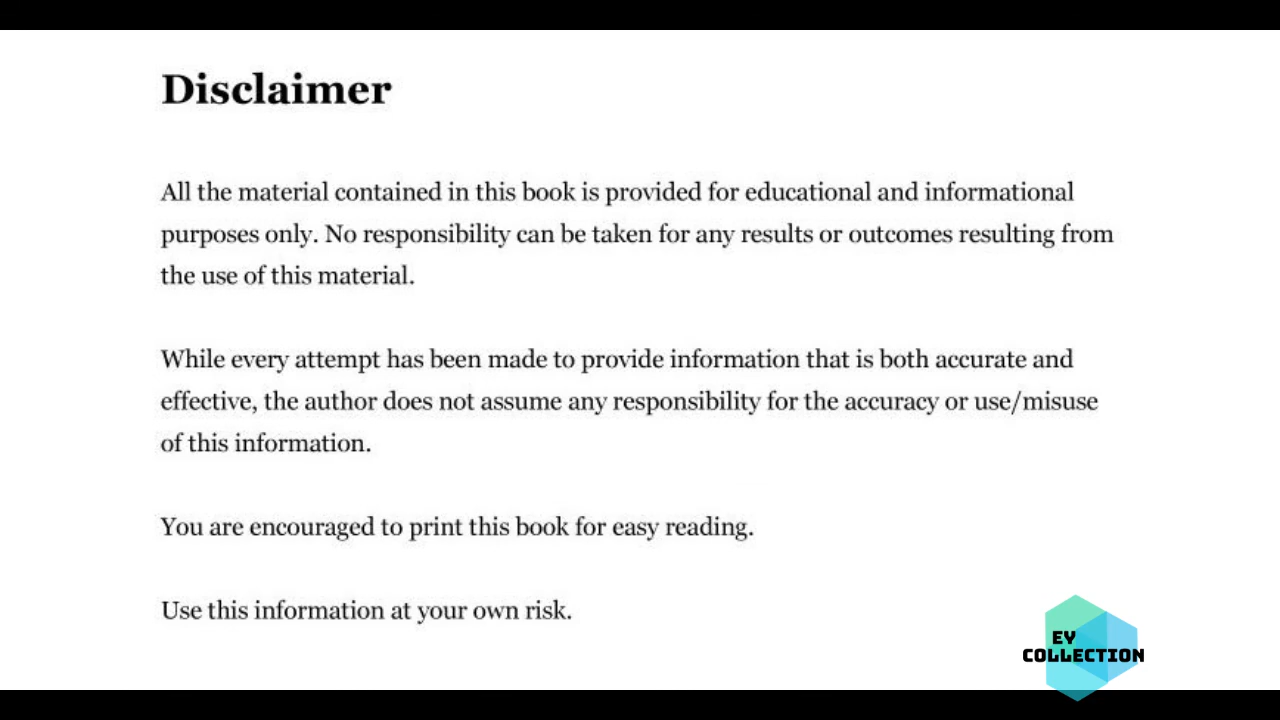 Disclaimer
All the material contained in this book is provided for educational and informational
purposes only. No responsibility can be taken for any results or outcomes resulting from
the use of this material.
While every attempt has been made to provide information that is both accurate and
effective, the author does not assume any responsibility for the accuracy or use/misuse
of this information.
You are encouraged to print this book for easy reading.
Use this information at your own risk.
EY
COLLECTION